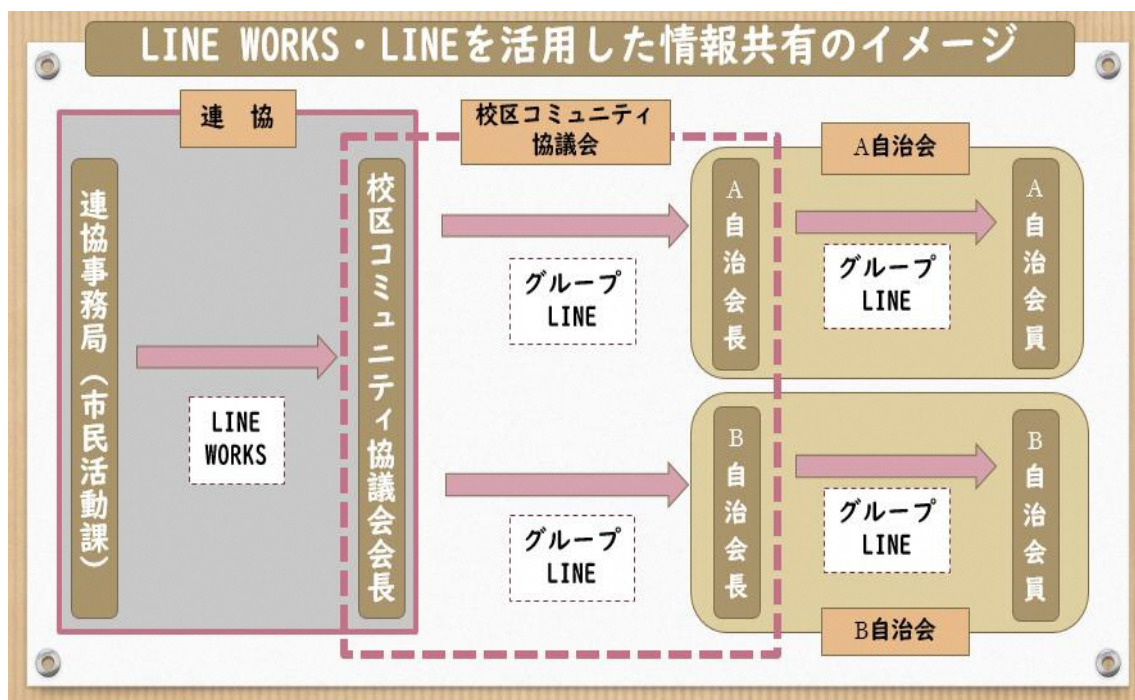 LINE WORKS・LINEを活用した情報共有のイメージ
連 協
連協事務局(市民活動課)
LINE
WORKS
校区コミュニティ協議会会長
校区コミュニティ
協議会
グループ
LINE
グループ
LINE
A自治会
A自治会長
グループ
LINE
A自治会員
B自治会長
グループ
LINE
B自治会員
B自治会